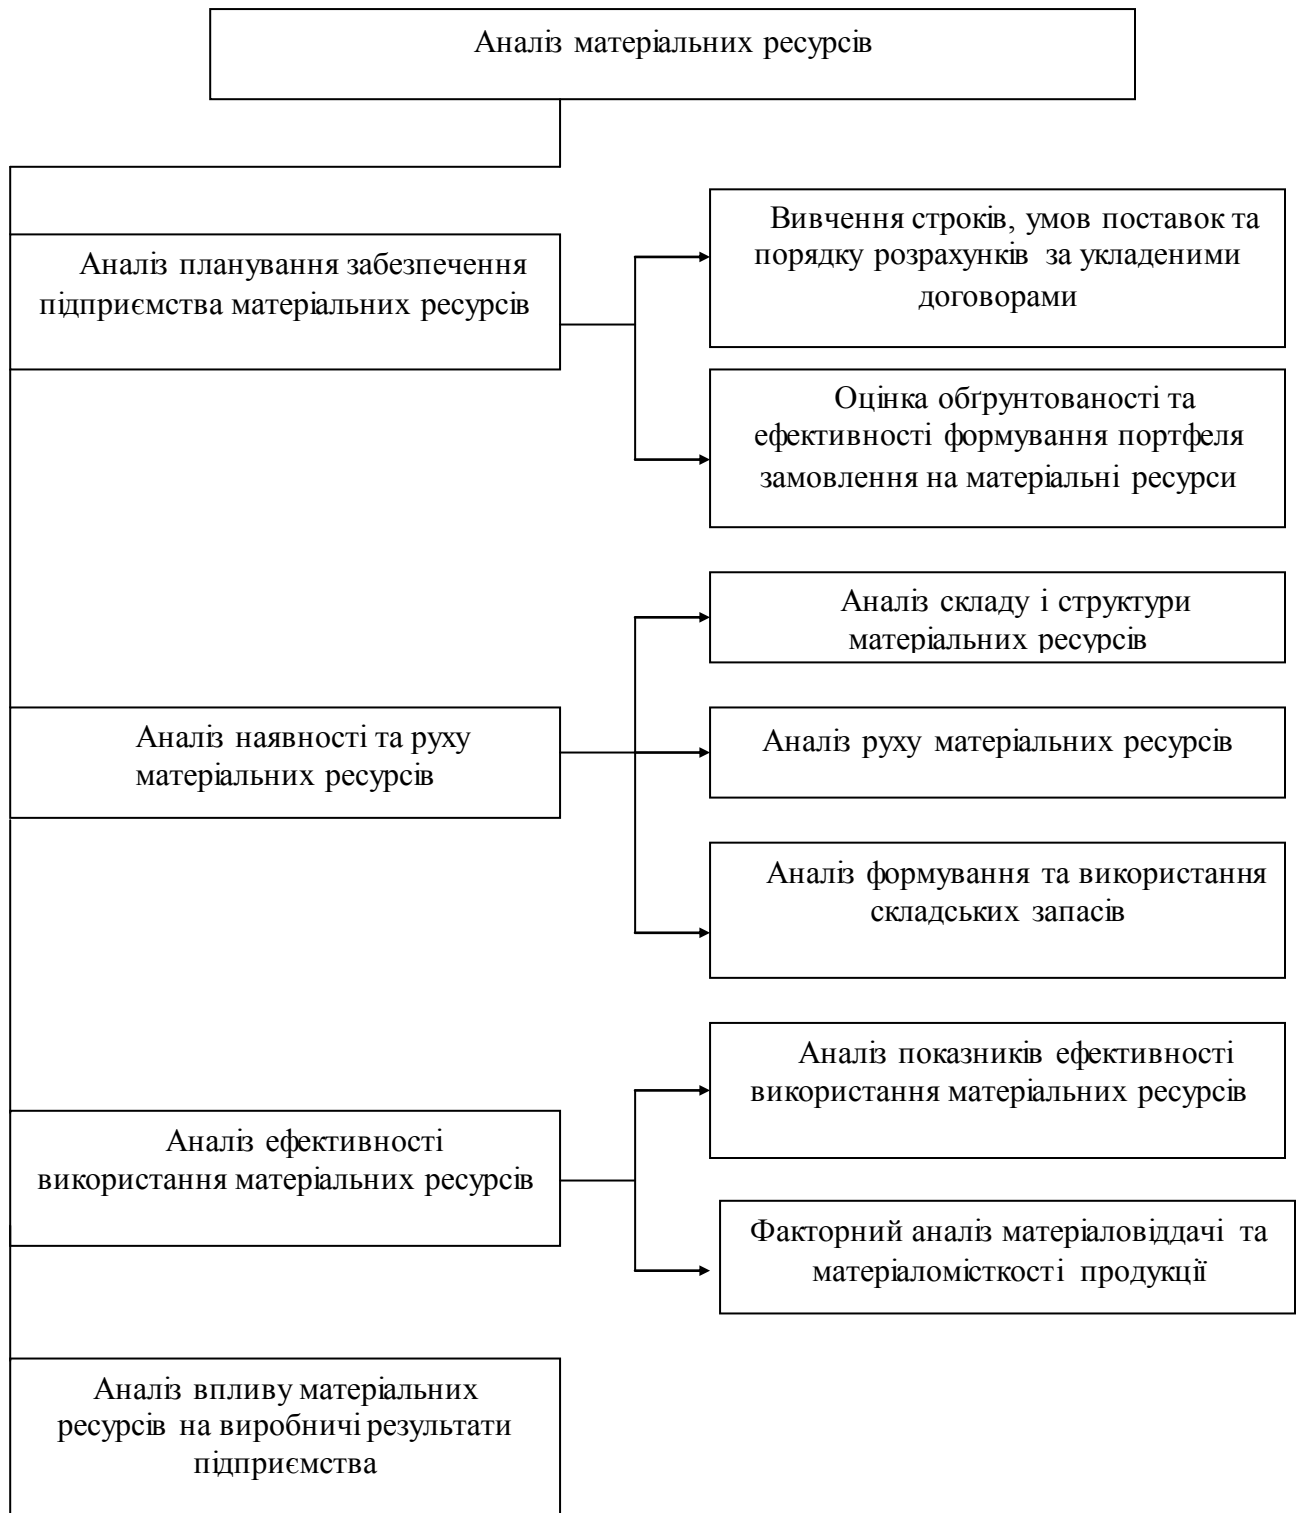 Аналіз матеріальних ресурсів
Аналіз планування забезпечення
підприємства матеріальних ресурсів
Вивчення строків, умов поставок та
порядку розрахунків за укладеними
договорами
Оцінка обґрунтованості та
ефективності формування портфеля
замовлення на матеріальні ресурси
Аналіз наявності та руху
матеріальних ресурсів
Аналіз складу і структури
матеріальних ресурсів
Аналіз руху матеріальних ресурсів
Аналіз формування та використання
складських запасів
Аналіз ефективності
використання матеріальних ресурсів
Аналіз показників ефективності
використання матеріальних ресурсів
Факторний аналіз матеріаловіддачі та
матеріаломісткості продукції
Аналіз впливу матеріальних
ресурсів на виробничі результати
підприємства